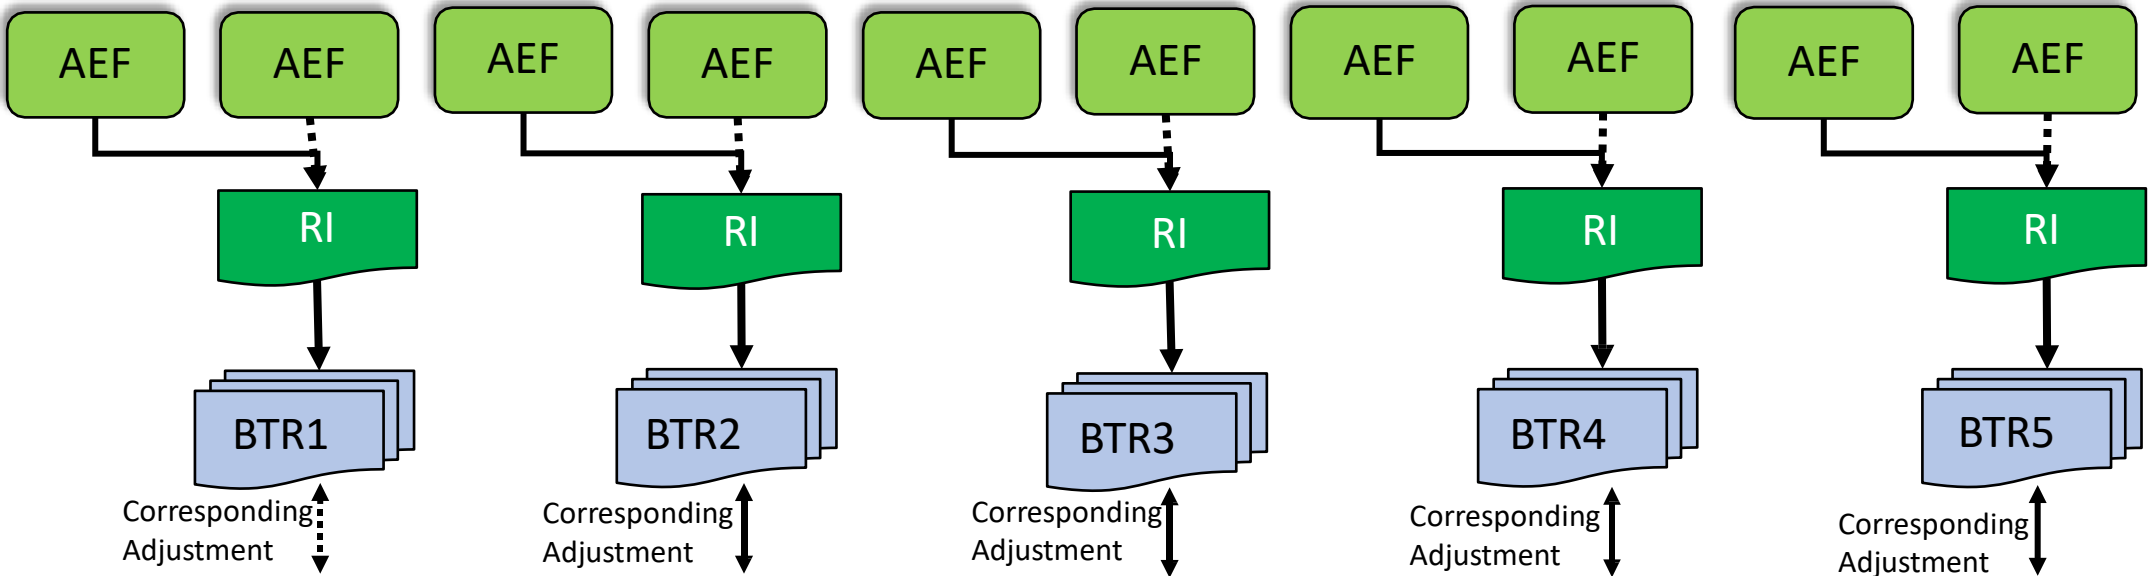 AEF AEF AEF AEF AEF AEF AEF AEF AEF AEF
RI RI RI RI RI
BTR1 BTR2 BTR3 BTR4 BTR5
Corresponding Corresponding Corresponding Corresponding Corresponding
Adjustment Adjustment Adjustment Adjustment Adjustment